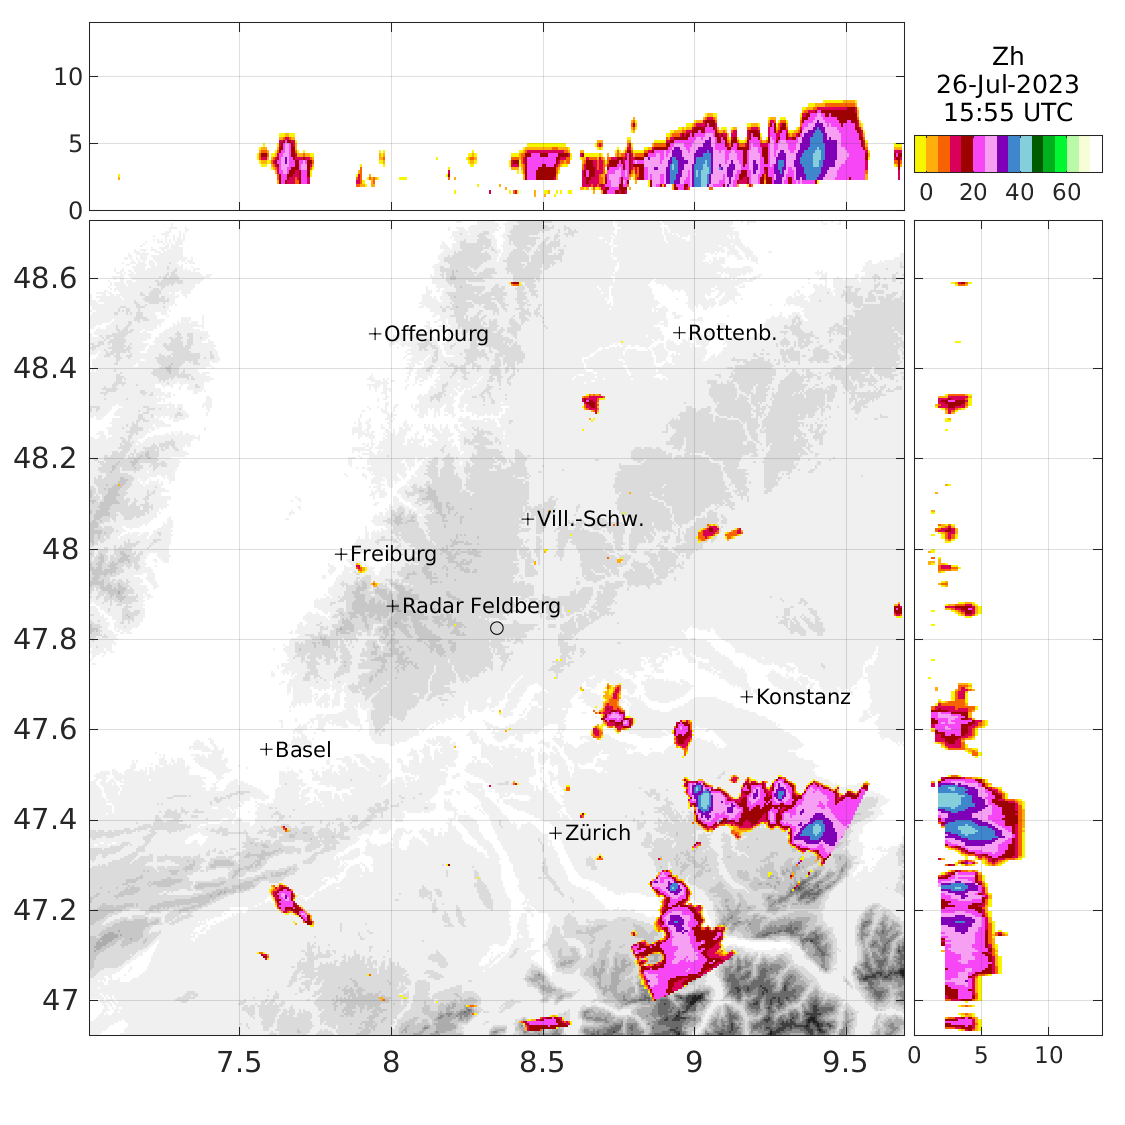 10
5
0
Zh
26-Jul-2023
15:55 UTC
0 20 40 60
48.6
48.4
48.2
48
47.8
47.6
47.4
47.2
47
+Offenburg
+Rottenb.
+Vill.-Schw.
+Freiburg
+Radar Feldberg
+Konstanz
+Basel
+Zürich
7.5 8 8.5 9 9.5
0 5 10